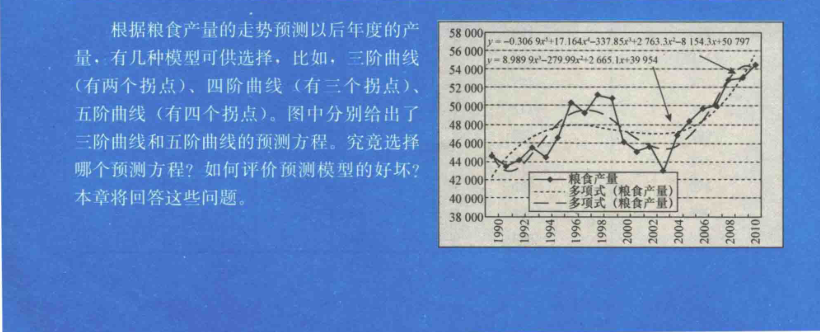 根据粮食产量的走势预测以后年度的产
量,有几种模型可供选择,比如,三阶曲线
(有两个拐点)、四阶曲线(有三个拐点)、
五阶曲线(有四个拐点)。图中分别给出了
三阶曲线和五阶曲线的预测方程。究竟选择
哪个预测方程?如何评价预测模型的好坏?
本章将回答这些问题。
58 000
56 000
54 000
52 000
50 000
48 000
46 000
44 000
42 000
40 000
38 000
y = −0.306 9x⁵+17.164x⁴−337.85x³+2 763.3x²−8 154.3x+50 797
y = 8.989 9x³−279.99x²+2 665.1x+39 954
粮食产量
多项式(粮食产量)
多项式(粮食产量)
1990 1992 1994 1996 1998 2000 2002 2004 2006 2008 2010